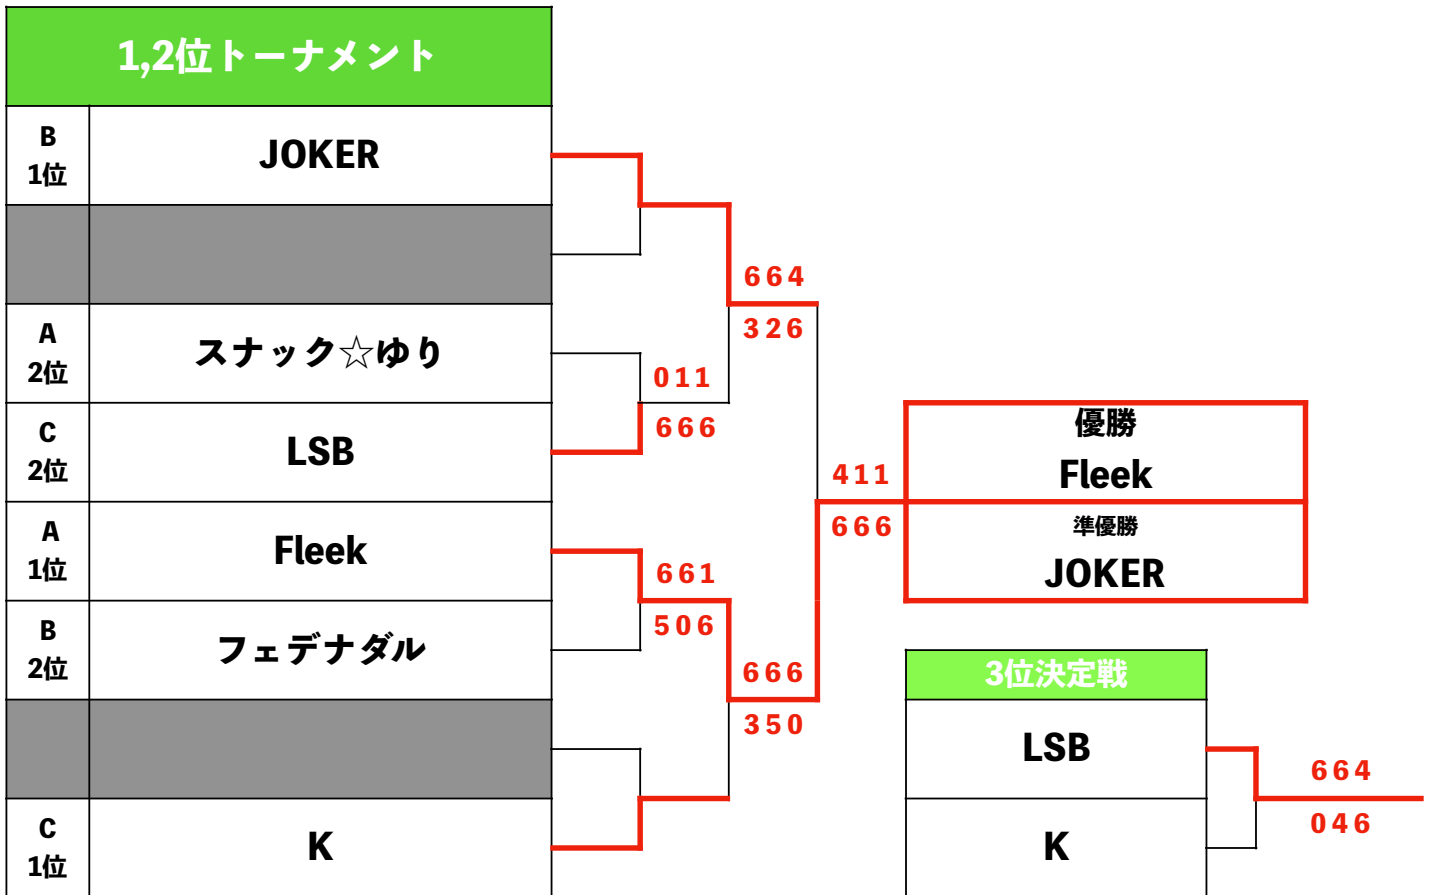 1,2位トーナメント
B
1位
JOKER
A
2位
スナック☆ゆり
C
2位
LSB
A
1位
Fleek
B
2位
フェデナダル
C
1位
K
011
666
661
506
664
326
666
350
411
666
優勝
Fleek
準優勝
JOKER
3位決定戦
LSB
K
664
046